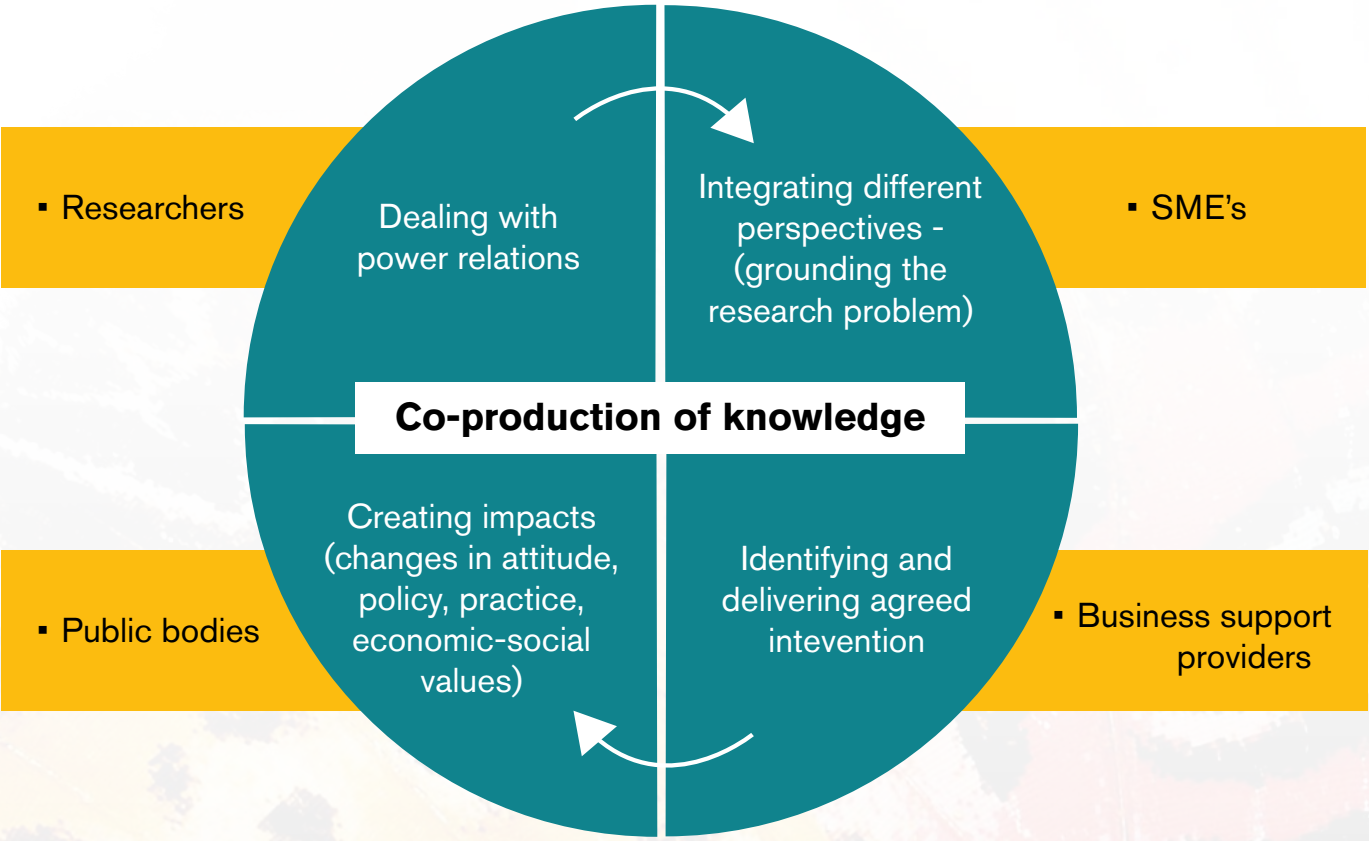 ▪ Researchers
Dealing with
power relations
Integrating different
perspectives -
(grounding the
research problem)
▪ SME's
Co-production of knowledge
▪ Public bodies
Creating impacts
(changes in attitude,
policy, practice,
economic-social
values)
Identifying and
delivering agreed
intevention
▪ Business support
providers